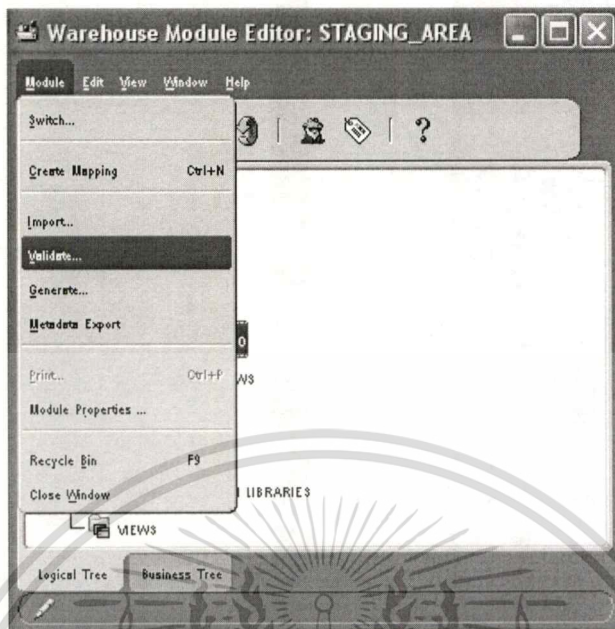 Warehouse Module Editor: STAGING_AREA
Module Edit View Window Help
Switch...
Create Mapping Ctrl+N
Import...
Validate...
Generate...
Metadata Export
Print... Ctrl+P
Module Properties ...
Recycle Bin F9
Close Window
LIBRARIES
VIEWS
Logical Tree Business Tree